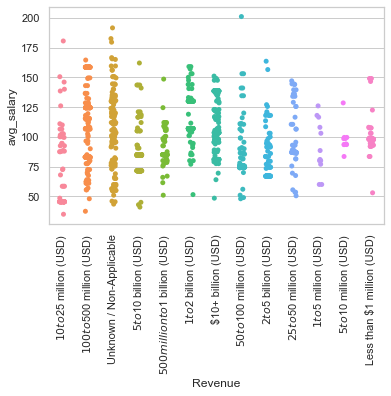 200
175
150
125
100
75
50
avg_salary
10to25 million (USD)
100to500 million (USD)
Unknown / Non-Applicable
5to10 billion (USD)
500millionto1 billion (USD)
1to2 billion (USD)
$10+ billion (USD)
50to100 million (USD)
2to5 billion (USD)
25to50 million (USD)
1to5 million (USD)
5to10 million (USD)
Less than $1 million (USD)
Revenue